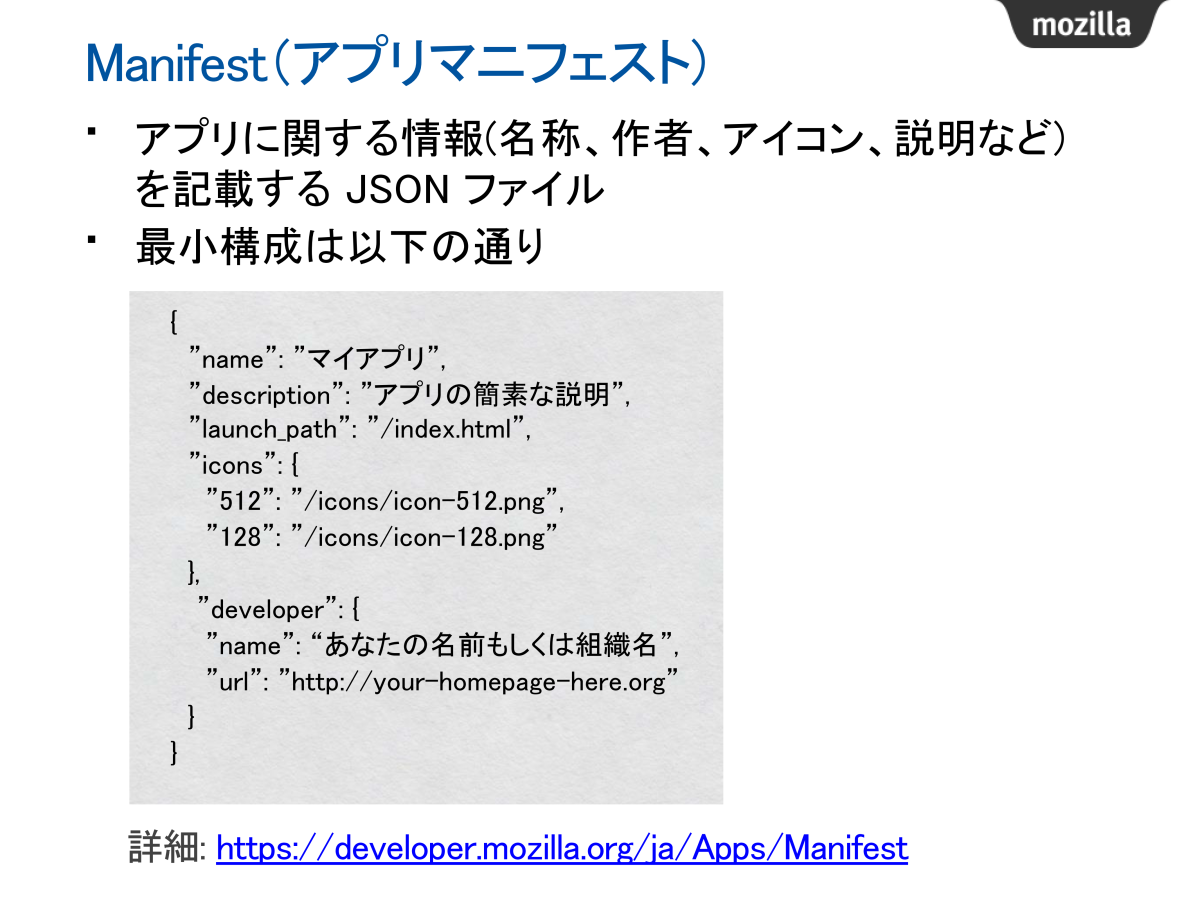 mozilla
Manifest(アプリマニフェスト)
▪ アプリに関する情報(名称、作者、アイコン、説明など)
を記載する JSON ファイル
▪ 最小構成は以下の通り
{
”name”: ”マイアプリ”,
”description”: ”アプリの簡素な説明”,
”launch_path”: ”/index.html”,
”icons”: {
”512”: ”/icons/icon-512.png”,
”128”: ”/icons/icon-128.png”
},
”developer”: {
”name”: “あなたの名前もしくは組織名”,
”url”: ”http://your-homepage-here.org”
}
}
詳細: https://developer.mozilla.org/ja/Apps/Manifest